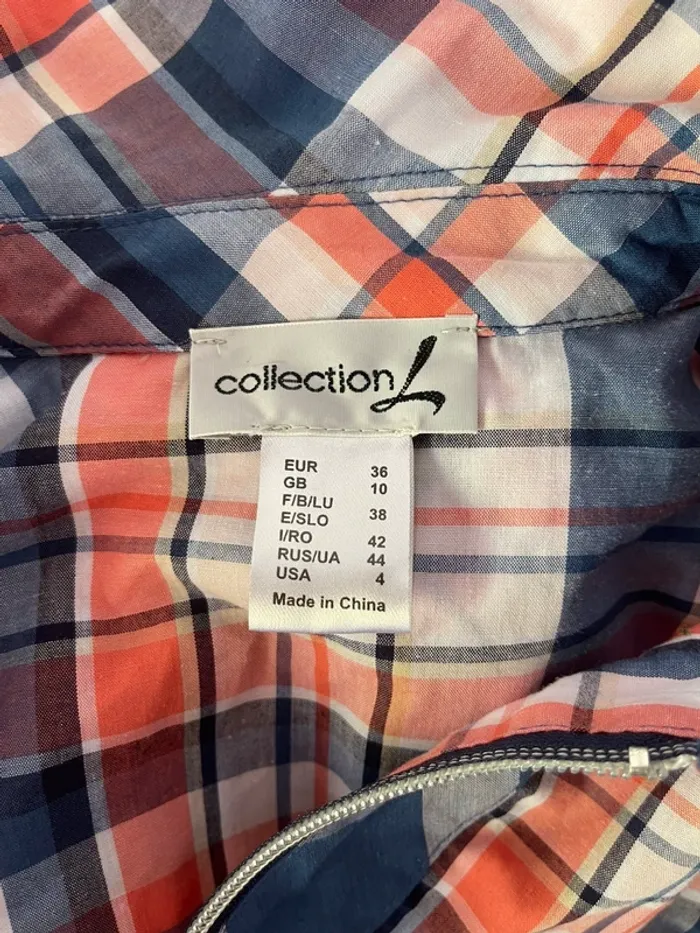 collection L
EUR 36
GB 10
F/B/LU
E/SLO 38
I/RO 42
RUS/UA 44
USA 4
Made in China